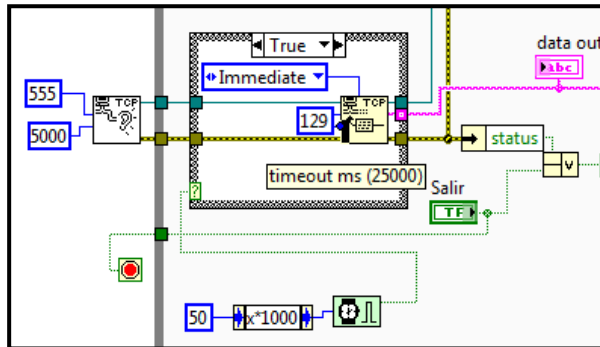 True
data out
Immediate
abc
TCP
TCP
555
129
5000
status
timeout ms (25000)
V
?
Salir
TF
50
x*1000